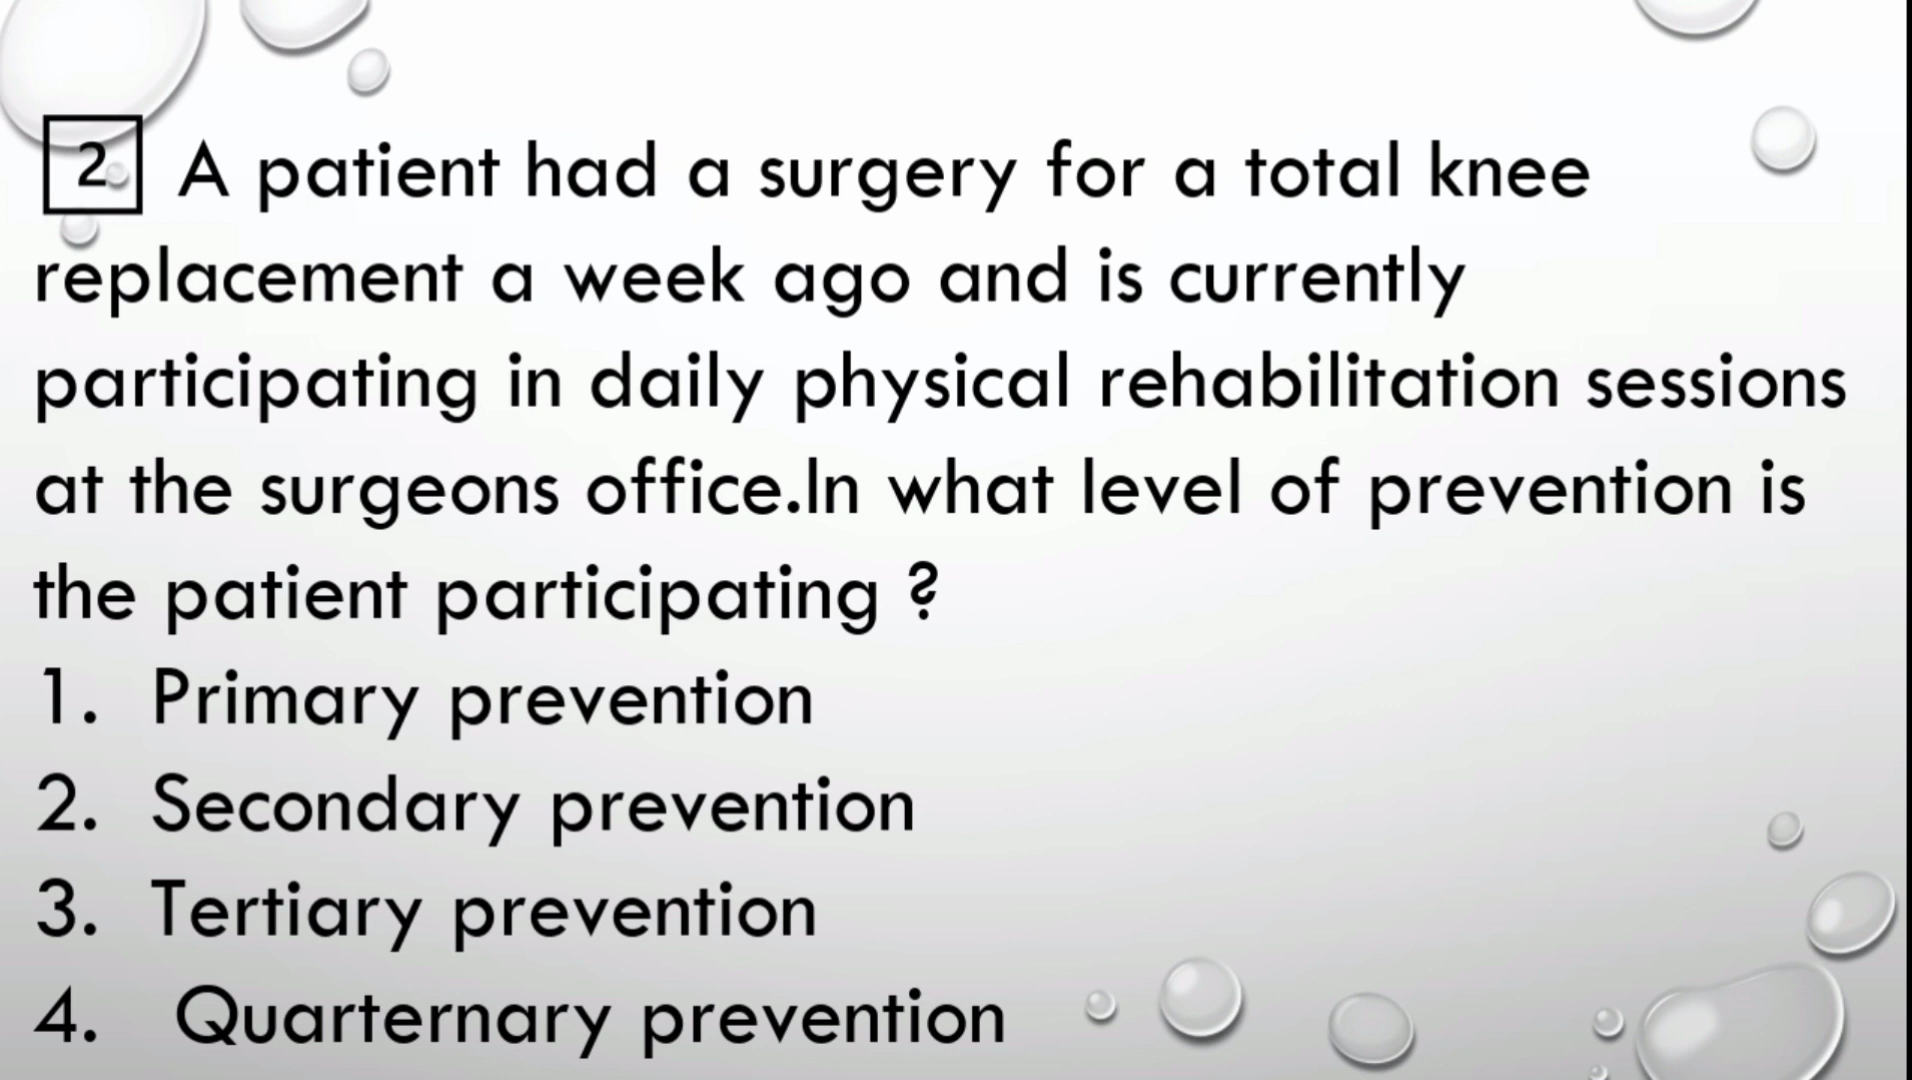 2 A patient had a surgery for a total knee
replacement a week ago and is currently
participating in daily physical rehabilitation sessions
at the surgeons office.In what level of prevention is
the patient participating ?
1. Primary prevention
2. Secondary prevention
3. Tertiary prevention
4. Quarternary prevention